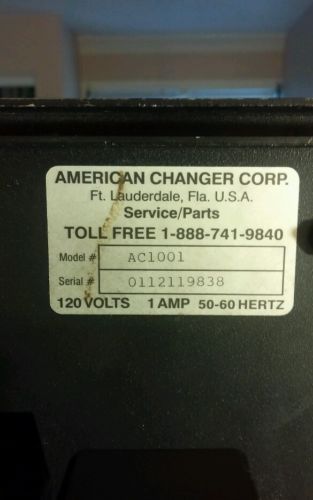 AMERICAN CHANGER CORP.
Ft. Lauderdale, Fla. U.S.A.
Service/Parts
TOLL FREE 1-888-741-9840
Model # AC1001
Serial # 0112119838
120 VOLTS 1 AMP 50-60 HERTZ